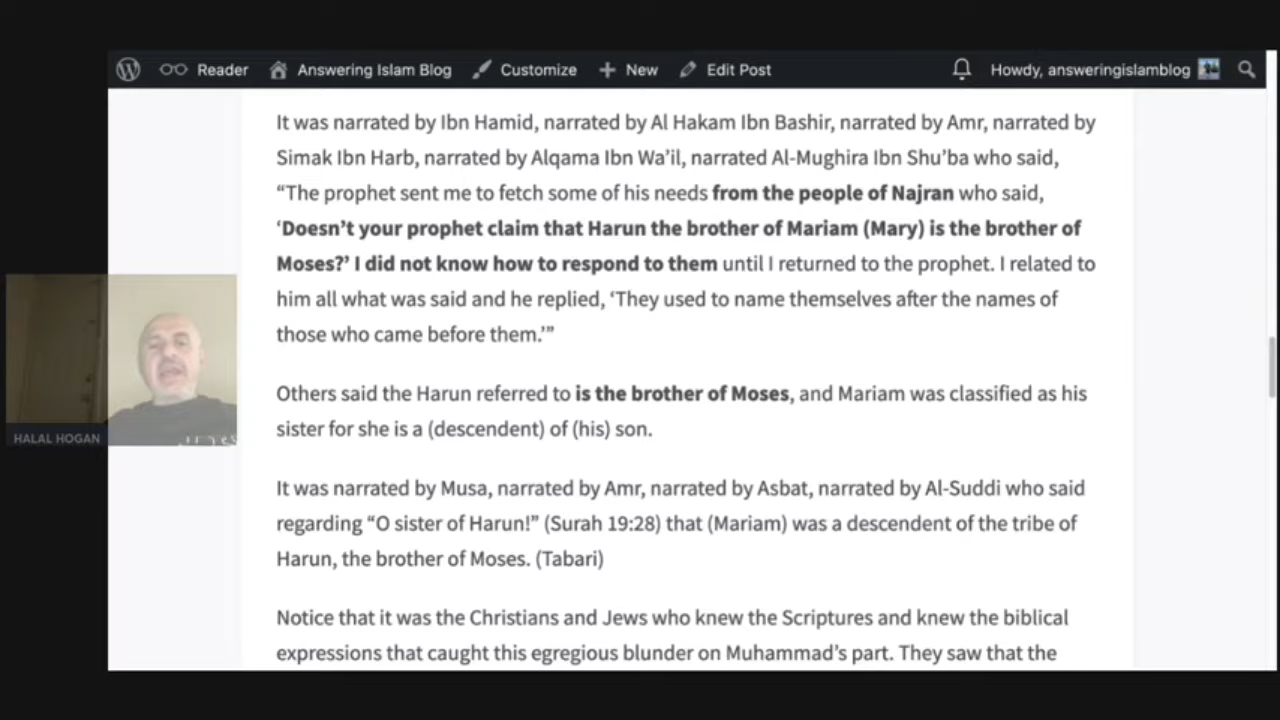 Reader Answering Islam Blog Customize New Edit Post Howdy, answeringislamblog
It was narrated by Ibn Hamid, narrated by Al Hakam Ibn Bashir, narrated by Amr, narrated by
Simak Ibn Harb, narrated by Alqama Ibn Wa’il, narrated Al-Mughira Ibn Shu’ba who said,
“The prophet sent me to fetch some of his needs from the people of Najran who said,
‘Doesn’t your prophet claim that Harun the brother of Mariam (Mary) is the brother of
Moses?’ I did not know how to respond to them until I returned to the prophet. I related to
him all what was said and he replied, ‘They used to name themselves after the names of
those who came before them.’”
Others said the Harun referred to is the brother of Moses, and Mariam was classified as his
sister for she is a (descendent) of (his) son.
HALAL HOGAN
It was narrated by Musa, narrated by Amr, narrated by Asbat, narrated by Al-Suddi who said
regarding “O sister of Harun!” (Surah 19:28) that (Mariam) was a descendent of the tribe of
Harun, the brother of Moses. (Tabari)
Notice that it was the Christians and Jews who knew the Scriptures and knew the biblical
expressions that caught this egregious blunder on Muhammad’s part. They saw that the